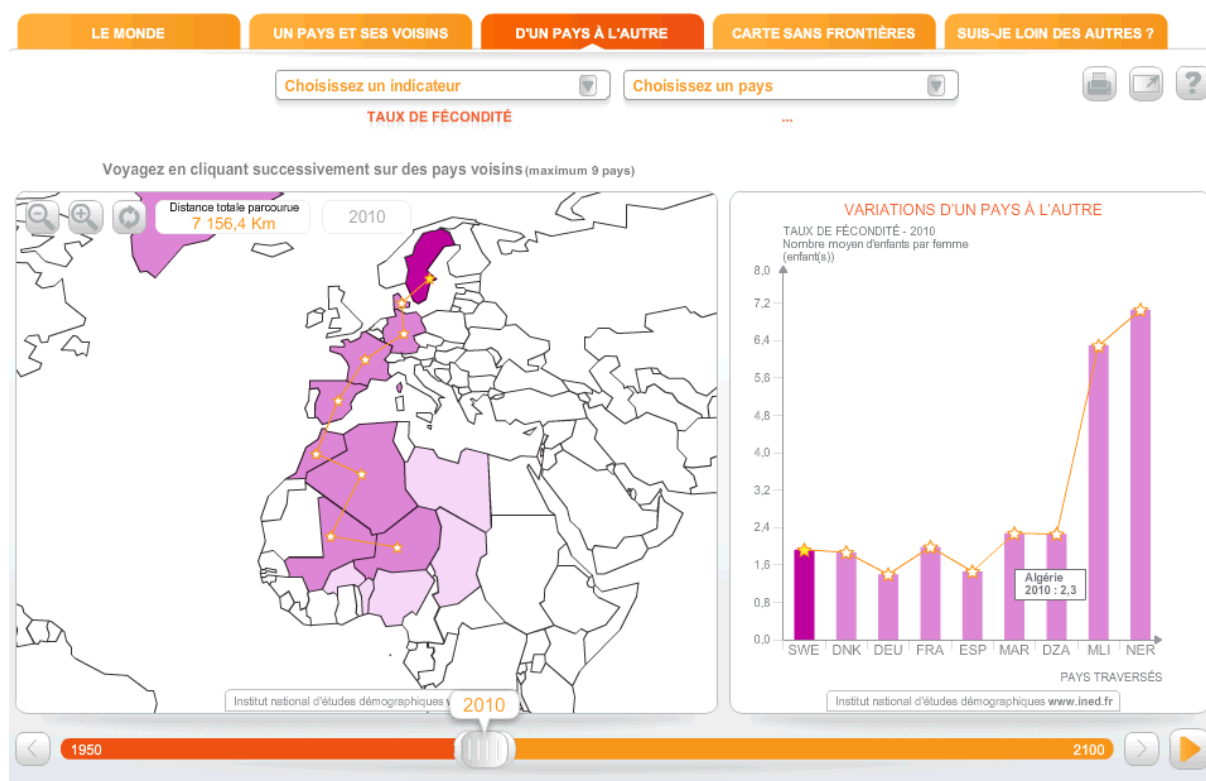 LE MONDE
UN PAYS ET SES VOISINS
D'UN PAYS À L'AUTRE
CARTE SANS FRONTIÈRES
SUIS-JE LOIN DES AUTRES ?
Choisissez un indicateur
Choisissez un pays
?
TAUX DE FÉCONDITÉ
...
Voyagez en cliquant successivement sur des pays voisins (maximum 9 pays)
Distance totale parcourue
7 156,4 Km
2010
Institut national d'études démographiques
VARIATIONS D'UN PAYS À L'AUTRE
TAUX DE FÉCONDITÉ - 2010
Nombre moyen d'enfants par femme
(enfant(s))
8,0
7,2
6,4
5,6
4,8
4,0
3,2
2,4
1,6
0,8
0,0
Algérie
2010 : 2,3
SWE DNK DEU FRA ESP MAR DZA MLI NER
PAYS TRAVERSÉS
Institut national d'études démographiques www.ined.fr
2010
1950
2100